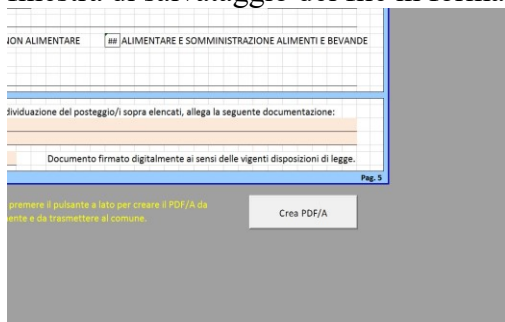 NON ALIMENTARE ## ALIMENTARE E SOMMINISTRAZIONE ALIMENTI E BEVANDE
dividuazione del posteggio/i sopra elencati, allega la seguente documentazione:
Documento firmato digitalmente ai sensi delle vigenti disposizioni di legge.
Pag. 5
premere il pulsante a lato per creare il PDF/A da
ente e da trasmettere al comune.
Crea PDF/A